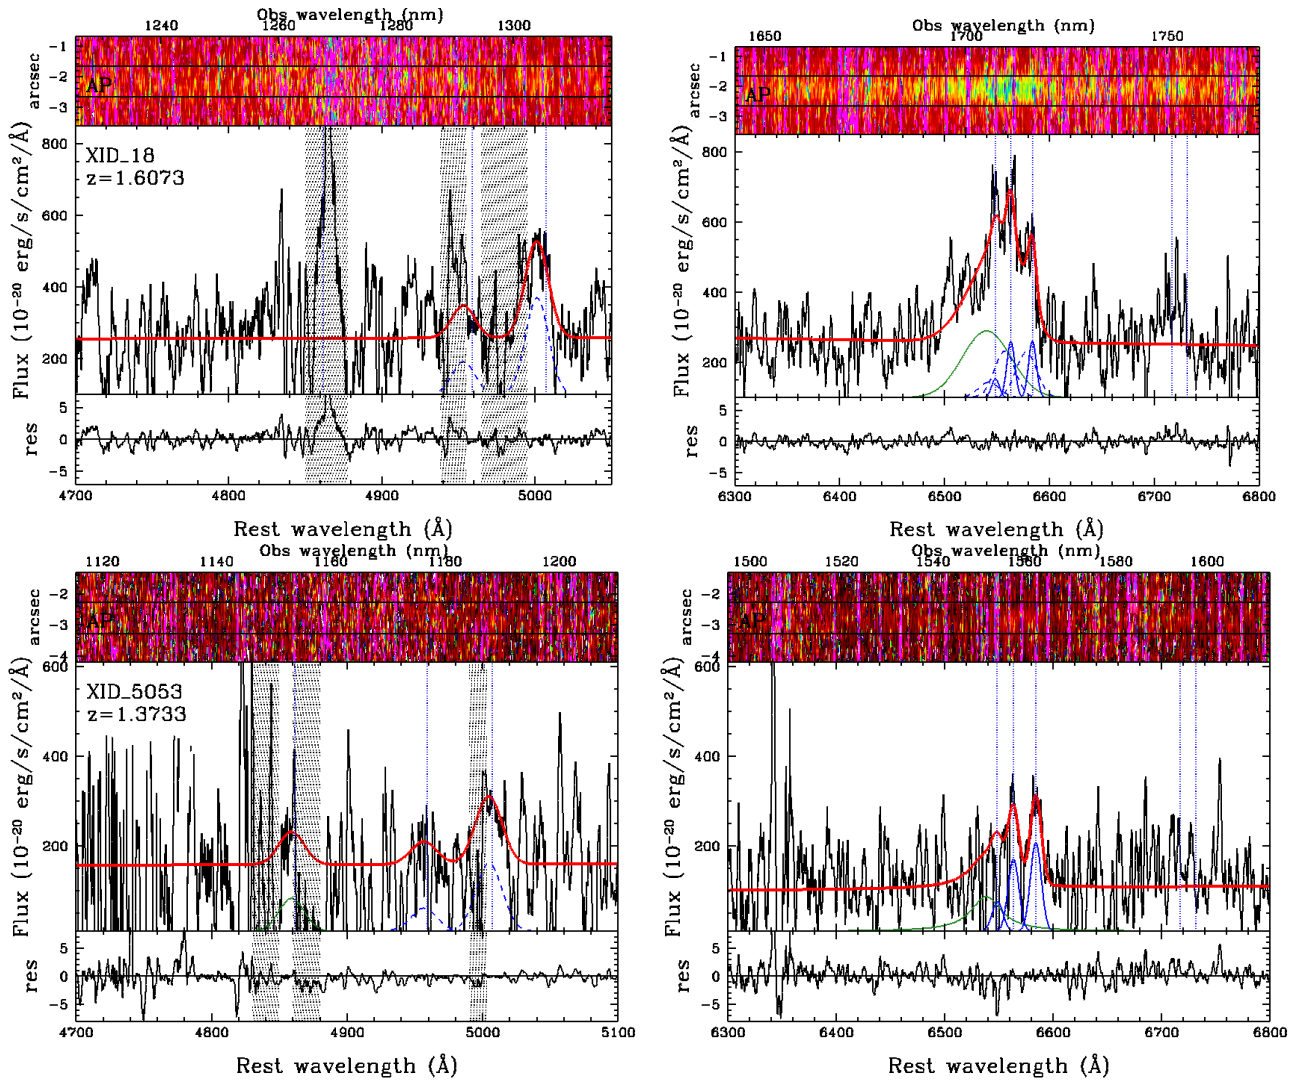 Obs wavelength (nm)
1240 1260 1280 1300
arcsec
-1
-2
-3
AP
XID_18
z=1.6073
Flux (10⁻²⁰ erg/s/cm²/Å)
800
600
400
200
res
5
0
-5
4700 4800 4900 5000
Rest wavelength (Å)
Obs wavelength (nm)
1650 1700 1750
arcsec
-1
-2
-3
AP
Flux (10⁻²⁰ erg/s/cm²/Å)
800
600
400
200
res
5
0
-5
6300 6400 6500 6600 6700 6800
Rest wavelength (Å)
Obs wavelength (nm)
1120 1140 1160 1180 1200
arcsec
-2
-3
-4
AP
XID_5053
z=1.3733
Flux (10⁻²⁰ erg/s/cm²/Å)
600
400
200
res
5
0
-5
4700 4800 4900 5000 5100
Rest wavelength (Å)
Obs wavelength (nm)
1500 1520 1540 1560 1580 1600
arcsec
-2
-3
-4
AP
Flux (10⁻²⁰ erg/s/cm²/Å)
600
400
200
res
5
0
-5
6300 6400 6500 6600 6700 6800
Rest wavelength (Å)